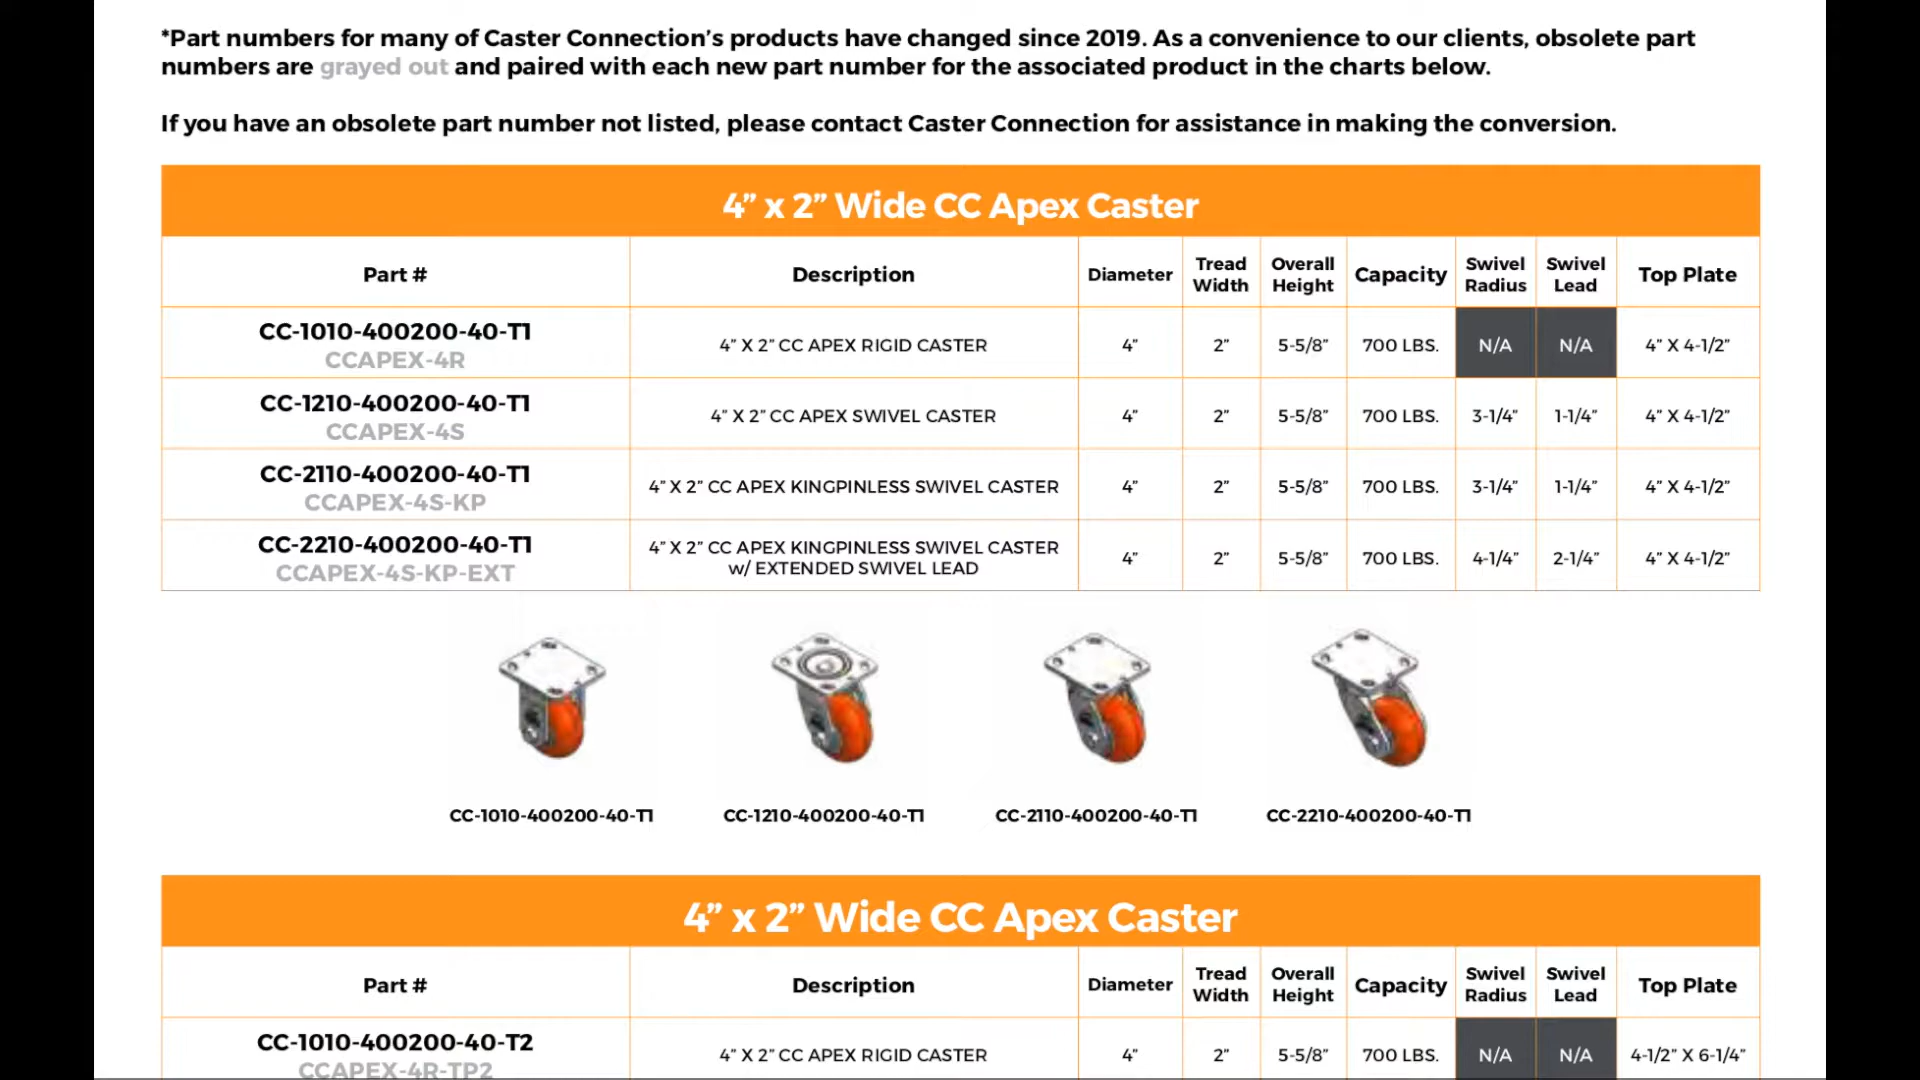 *Part numbers for many of Caster Connection's products have changed since 2019. As a convenience to our clients, obsolete part
numbers are grayed out and paired with each new part number for the associated product in the charts below.
If you have an obsolete part number not listed, please contact Caster Connection for assistance in making the conversion.
4” x 2” Wide CC Apex Caster
Part # Description Diameter Tread Width Overall Height Capacity Swivel Radius Swivel Lead Top Plate
CC-1010-400200-40-T1 4” X 2” CC APEX RIGID CASTER 4” 2” 5-5/8” 700 LBS. N/A N/A 4” X 4-1/2”
CCAPEX-4R
CC-1210-400200-40-T1 4” X 2” CC APEX SWIVEL CASTER 4” 2” 5-5/8” 700 LBS. 3-1/4” 1-1/4” 4” X 4-1/2”
CCAPEX-4S
CC-2110-400200-40-T1 4” X 2” CC APEX KINGPINLESS SWIVEL CASTER 4” 2” 5-5/8” 700 LBS. 3-1/4” 1-1/4” 4” X 4-1/2”
CCAPEX-4S-KP
CC-2210-400200-40-T1 4” X 2” CC APEX KINGPINLESS SWIVEL CASTER 4” 2” 5-5/8” 700 LBS. 4-1/4” 2-1/4” 4” X 4-1/2”
CCAPEX-4S-KP-EXT w/ EXTENDED SWIVEL LEAD
CC-1010-400200-40-T1 CC-1210-400200-40-T1 CC-2110-400200-40-T1 CC-2210-400200-40-T1
4” x 2” Wide CC Apex Caster
Part # Description Diameter Tread Width Overall Height Capacity Swivel Radius Swivel Lead Top Plate
CC-1010-400200-40-T2 4” X 2” CC APEX RIGID CASTER 4” 2” 5-5/8” 700 LBS. N/A N/A 4-1/2” X 6-1/4”
CCAPEX-4R-TP2